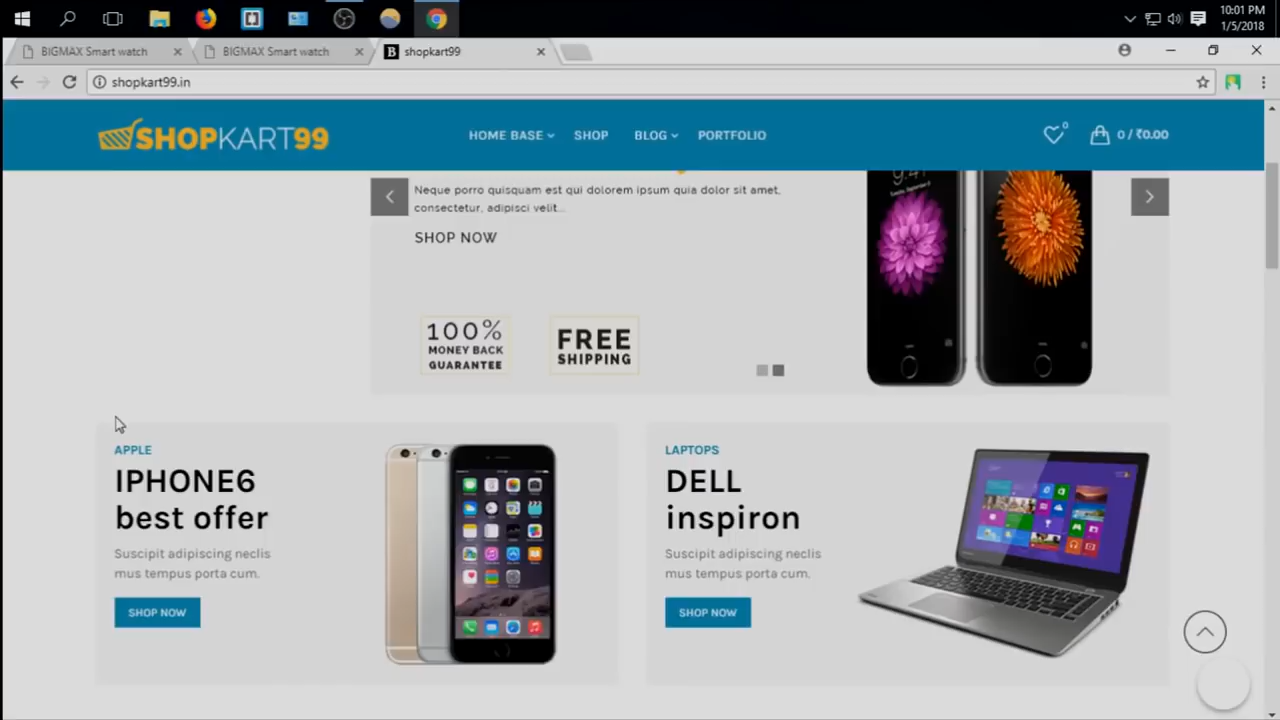 10:01 PM
1/5/2018
BIGMAX Smart watch
BIGMAX Smart watch
B shopkart99
shopkart99.in
SHOPKART99
HOME BASE
SHOP
BLOG
PORTFOLIO
0
0 / ₹0.00
Neque porro quisquam est qui dolorem ipsum quia dolor sit amet,
consectetur, adipisci velit...
SHOP NOW
100%
MONEY BACK
GUARANTEE
FREE
SHIPPING
APPLE
IPHONE6
best offer
Suscipit adipiscing neclis
mus tempus porta cum.
SHOP NOW
LAPTOPS
DELL
inspiron
Suscipit adipiscing neclis
mus tempus porta cum.
SHOP NOW